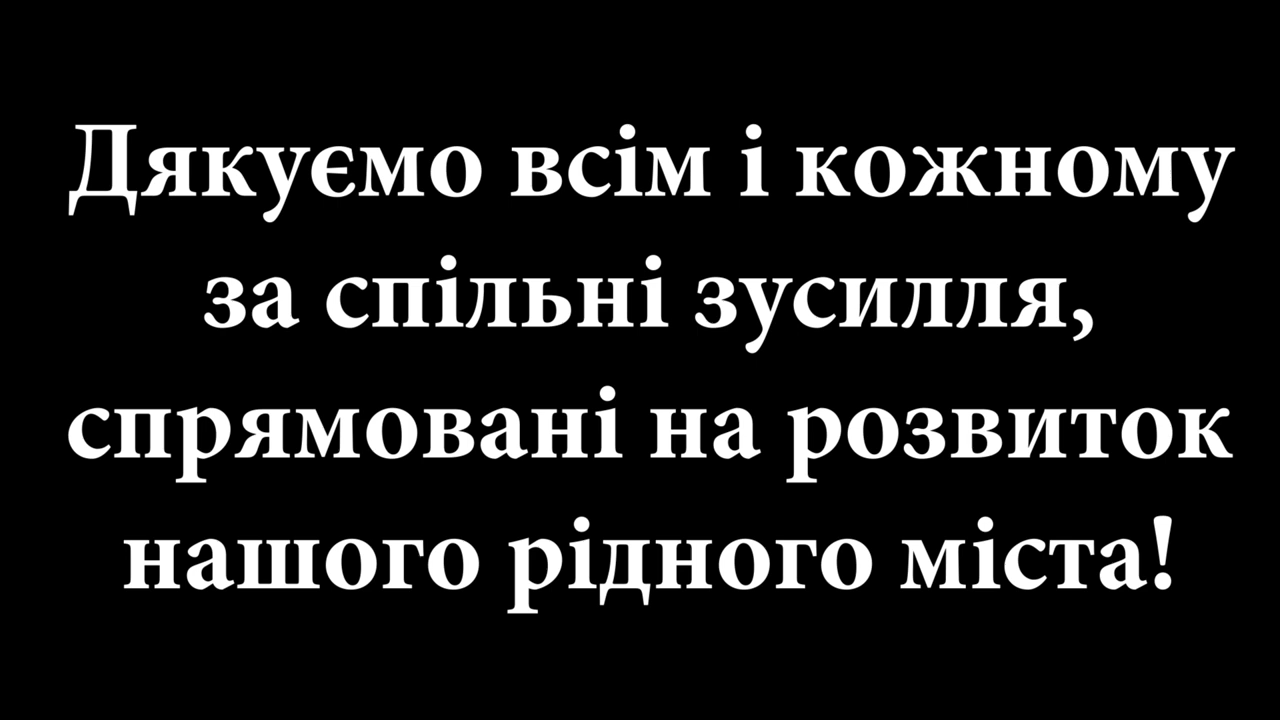 Дякуємо всім і кожному
за спільні зусилля,
спрямовані на розвиток
нашого рідного міста!